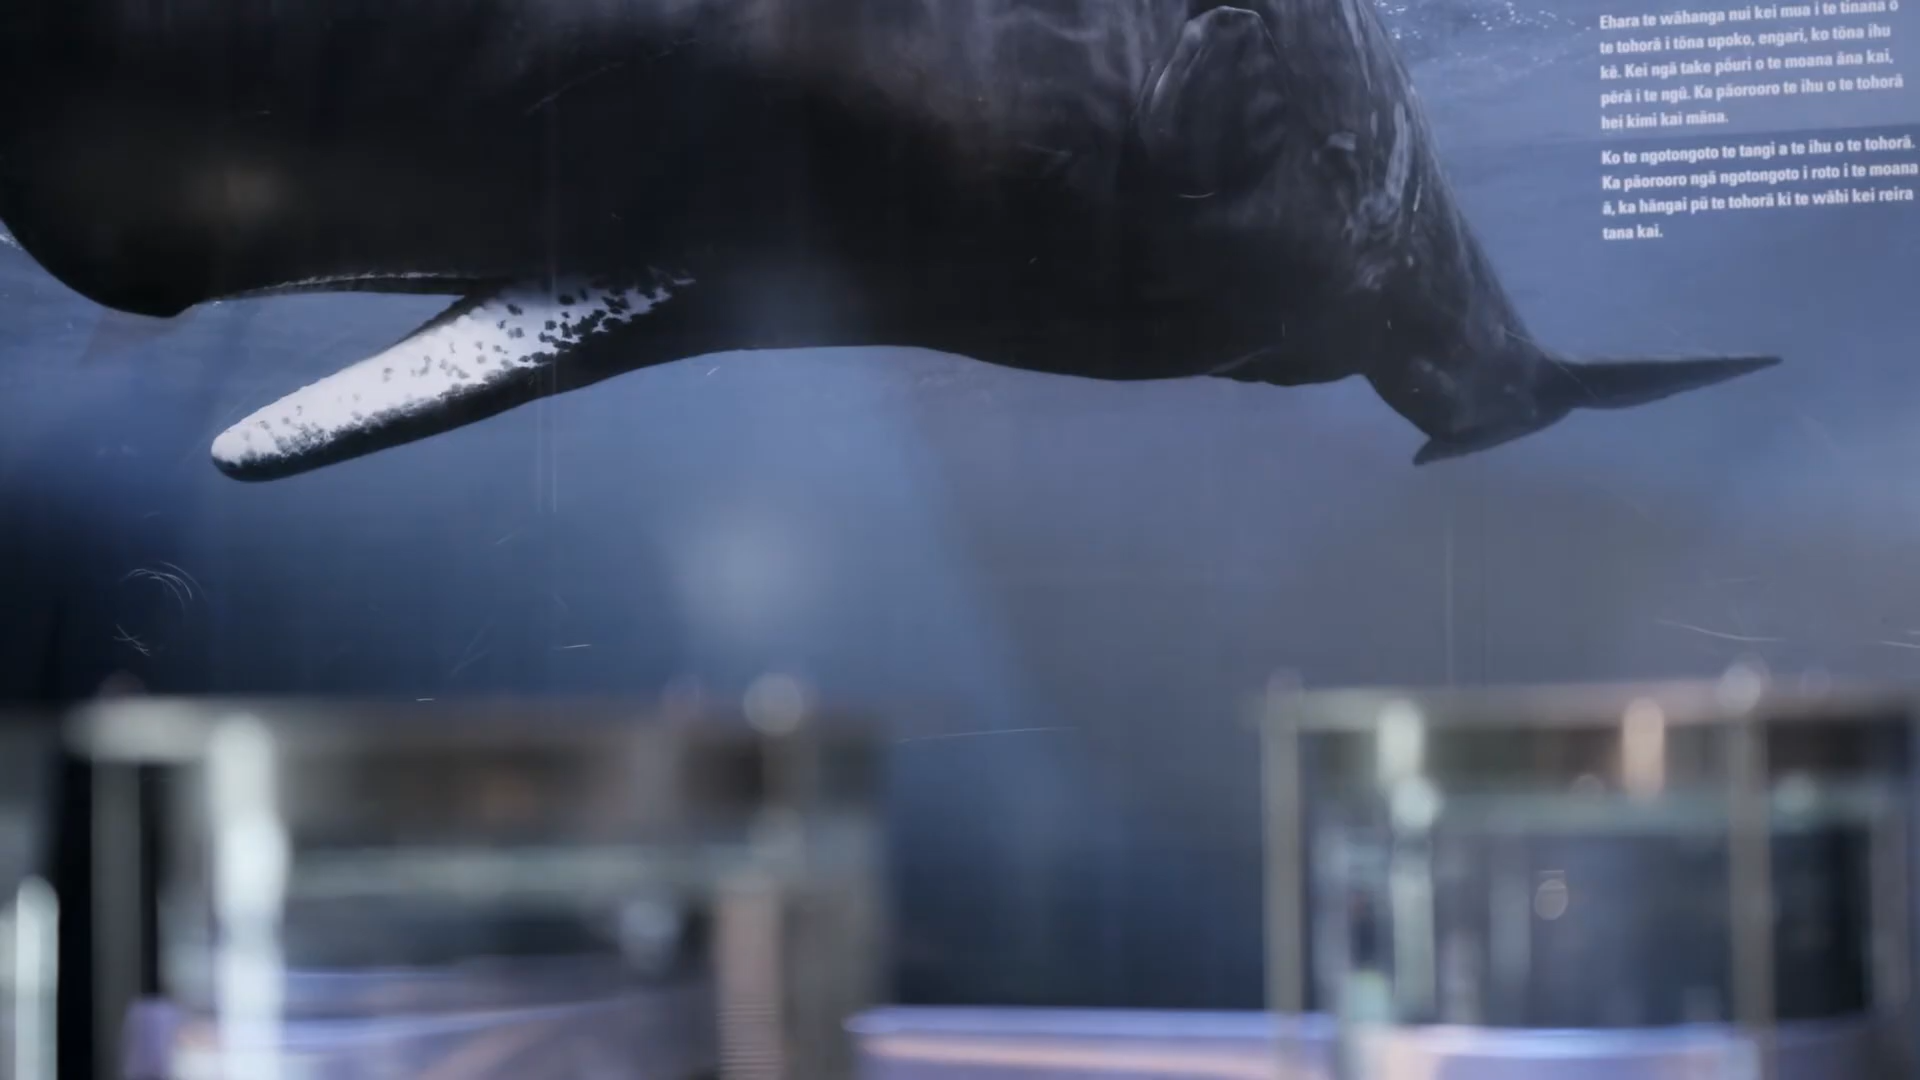 Ehara te wāhanga nui kei mua i te tinana o
te tohorā i tōna upoko, engari, ko tōna ihu
kē. Kei ngā take pōuri o te moana āna kai,
pērā i te ngū. Ka pāorooro te ihu o te tohorā
hei kimi kai māna.
Ko te ngotongoto te tangi a te ihu o te tohorā.
Ka pāorooro ngā ngotongoto i roto i te moana
ā, ka hāngai pū te tohorā ki te wāhi kei reira
tana kai.